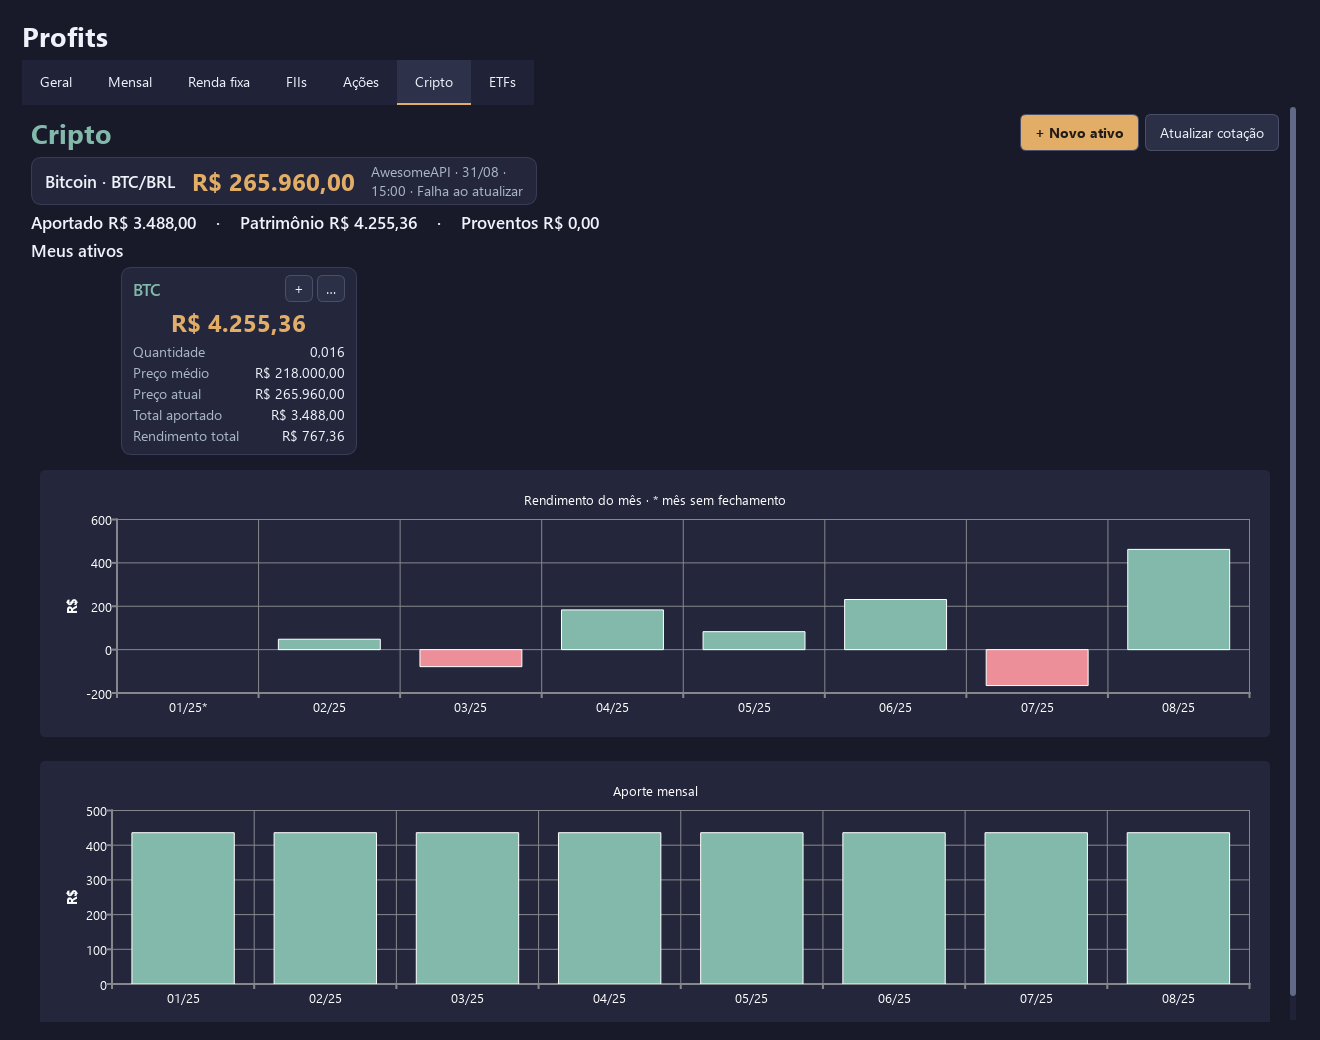 Profits
Geral Mensal Renda fixa FIIs Ações Cripto ETFs
Cripto
+ Novo ativo Atualizar cotação
Bitcoin · BTC/BRL R$ 265.960,00 AwesomeAPI · 31/08 ·
15:00 · Falha ao atualizar
Aportado R$ 3.488,00 · Patrimônio R$ 4.255,36 · Proventos R$ 0,00
Meus ativos
BTC + ...
R$ 4.255,36
Quantidade 0,016
Preço médio R$ 218.000,00
Preço atual R$ 265.960,00
Total aportado R$ 3.488,00
Rendimento total R$ 767,36
Rendimento do mês · * mês sem fechamento
600
400
200
0
-200
R$
01/25* 02/25 03/25 04/25 05/25 06/25 07/25 08/25
Aporte mensal
500
400
300
200
100
0
R$
01/25 02/25 03/25 04/25 05/25 06/25 07/25 08/25